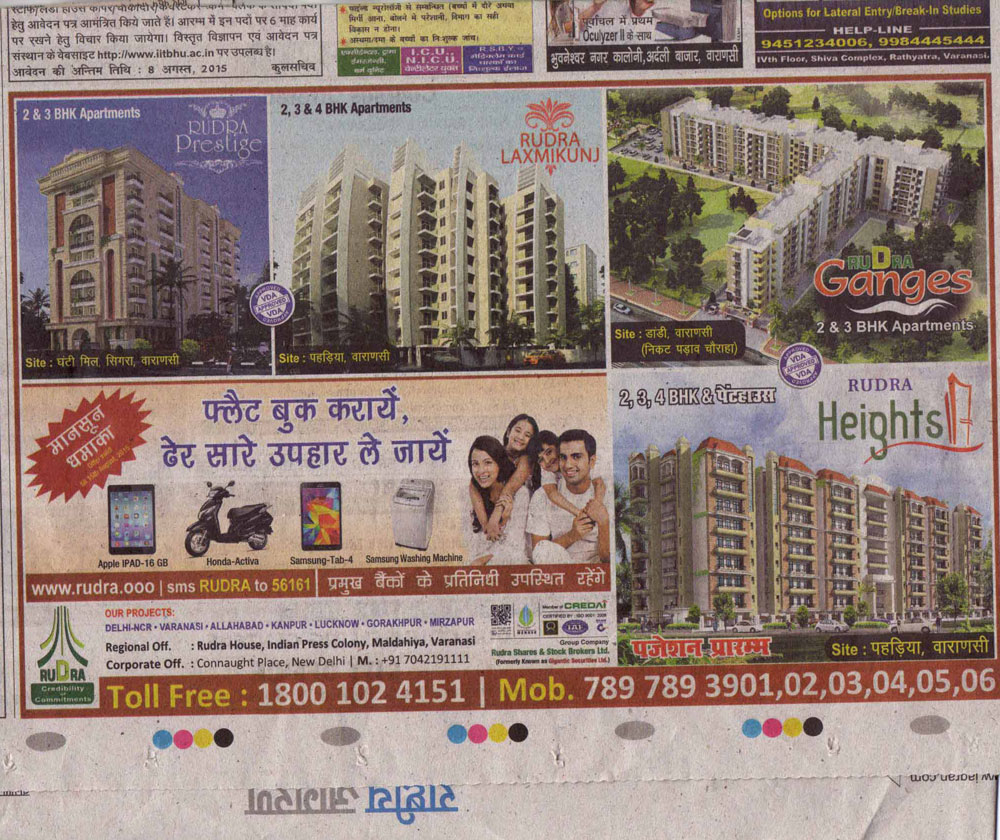 हेतु आवेदन पत्र आमंत्रित किये जाते हैं। आरम्भ में इन पदों पर 6 माह कार्य
पर रखने हेतु विचार किया जायेगा। विस्तृत विज्ञापन एवं आवेदन पत्र
संस्थान के वेबसाइट http://www.iitbhu.ac.in पर उपलब्ध है।
आवेदन की अन्तिम तिथि : 8 अगस्त, 2015 कुलसचिव
विकास न होना।
I.C.U.
N.I.C.U.
R.S.B.Y
पूर्वांचल में प्रथम
Oculyzer II के-साथ
भुवनेश्वर नगर कालोनी, अर्दली बाजार, वाराणसी
Options for Lateral Entry/Break-In Studies
HELP-LINE
9451234006, 9984445444
IVth Floor, Shiva Complex, Rathyatra, Varanasi.
2 & 3 BHK Apartments
RUDRA
Prestige
Site : घंटी मिल, सिगरा, वाराणसी
2, 3 & 4 BHK Apartments
RUDRA
LAXMIKUNJ
VDA
APPROVED
VDA
Site : पहड़िया, वाराणसी
RUDRA
Ganges
2 & 3 BHK Apartments
Site : डांडी, वाराणसी
(निकट पड़ाव चौराहा)
VDA
APPROVED
VDA
मानसून
धमाका
फ्लैट बुक करायें,
ढेर सारे उपहार ले जायें
Apple IPAD-16 GB
Honda-Activa
Samsung-Tab-4
Samsung Washing Machine
www.rudra.ooo | sms RUDRA to 56161 | प्रमुख बैंकों के प्रतिनिधी उपस्थित रहेंगे
2, 3, 4 BHK & पेंटहाउस
RUDRA
Heights
पजेशन प्रारम्भ
Site : पहड़िया, वाराणसी
RUDRA
Credibility of
Commitments
OUR PROJECTS:
DELHI-NCR • VARANASI • ALLAHABAD • KANPUR • LUCKNOW • GORAKHPUR • MIRZAPUR
Regional Off. : Rudra House, Indian Press Colony, Maldahiya, Varanasi
Corporate Off. : Connaught Place, New Delhi | M. : +91 7042191111
Member of CREDAI
Group Company
Rudra Shares & Stock Brokers Ltd.
(Formerly Known as Gigantic Securities Ltd.)
Toll Free : 1800 102 4151 | Mob. 789 789 3901,02,03,04,05,06
राष्ट्रीय जागरण